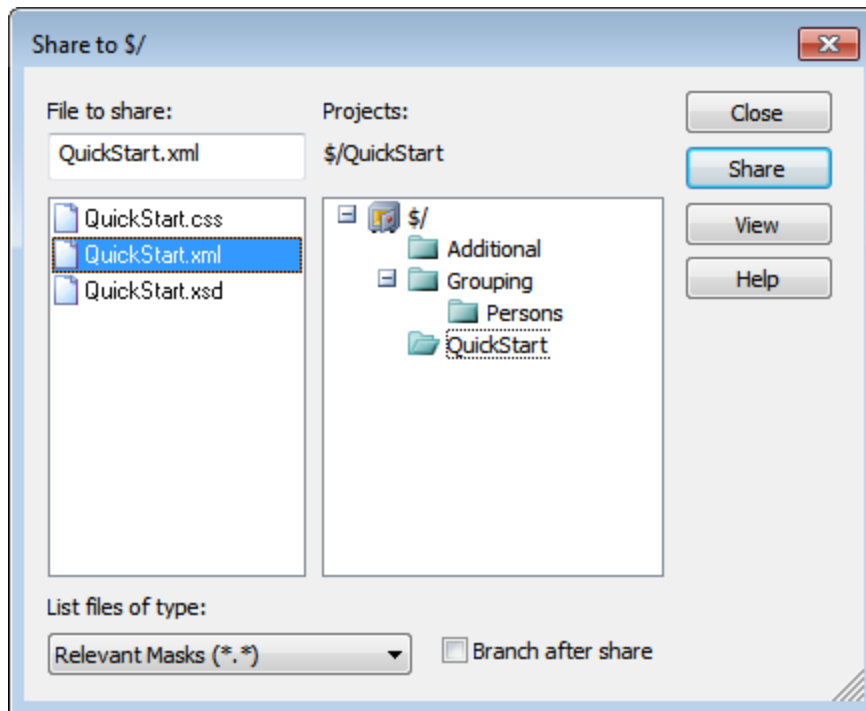 Share to $/
File to share:
QuickStart.xml
QuickStart.css
QuickStart.xml
QuickStart.xsd
Projects:
$/QuickStart
$/
Additional
Grouping
Persons
QuickStart
Close
Share
View
Help
List files of type:
Relevant Masks (*.*)
Branch after share